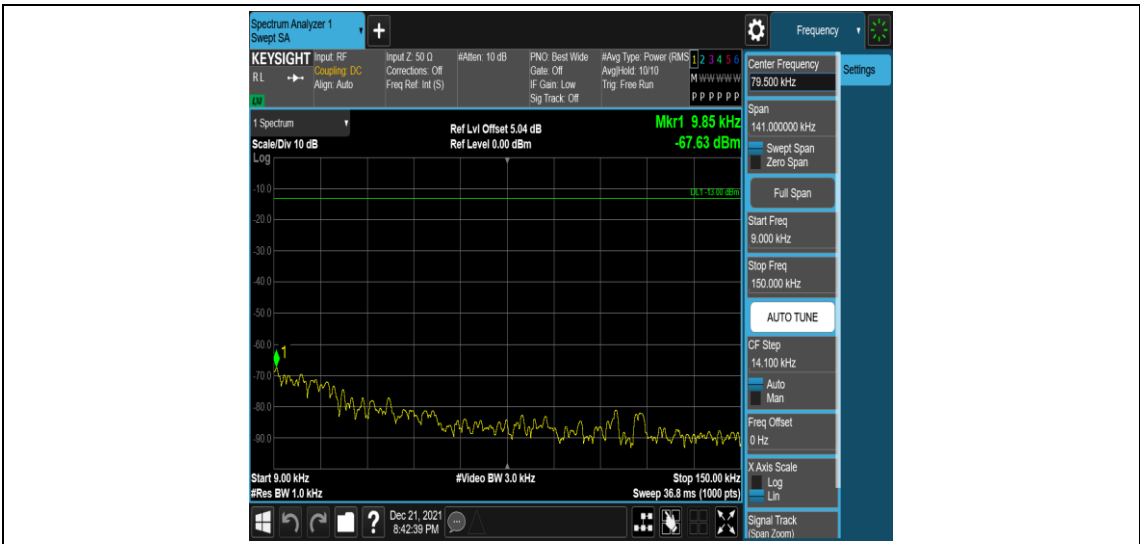 Spectrum Analyzer 1
Swept SA
+
Frequency
KEYSIGHT
RL
LXI
Input: RF
Coupling: DC
Align: Auto
Input Z: 50 Ω
Corrections: Off
Freq Ref: Int (S)
#Atten: 10 dB
PNO: Best Wide
Gate: Off
IF Gain: Low
Sig Track: Off
#Avg Type: Power (RMS
Avg|Hold: 10/10
Trig: Free Run
1 2 3 4 5 6
M W W W W W
P P P P P P
1 Spectrum
Scale/Div 10 dB
Log
Ref Lvl Offset 5.04 dB
Ref Level 0.00 dBm
Mkr1 9.85 kHz
-67.63 dBm
DL1 -13.00 dBm
-10.0
-20.0
-30.0
-40.0
-50.0
-60.0
-70.0
-80.0
-90.0
1
Start 9.00 kHz
#Res BW 1.0 kHz
#Video BW 3.0 kHz
Stop 150.00 kHz
Sweep 36.8 ms (1000 pts)
?
Dec 21, 2021
8:42:39 PM
Center Frequency
79.500 kHz
Settings
Span
141.000000 kHz
Swept Span
Zero Span
Full Span
Start Freq
9.000 kHz
Stop Freq
150.000 kHz
AUTO TUNE
CF Step
14.100 kHz
Auto
Man
Freq Offset
0 Hz
X Axis Scale
Log
Lin
Signal Track
(Span Zoom)